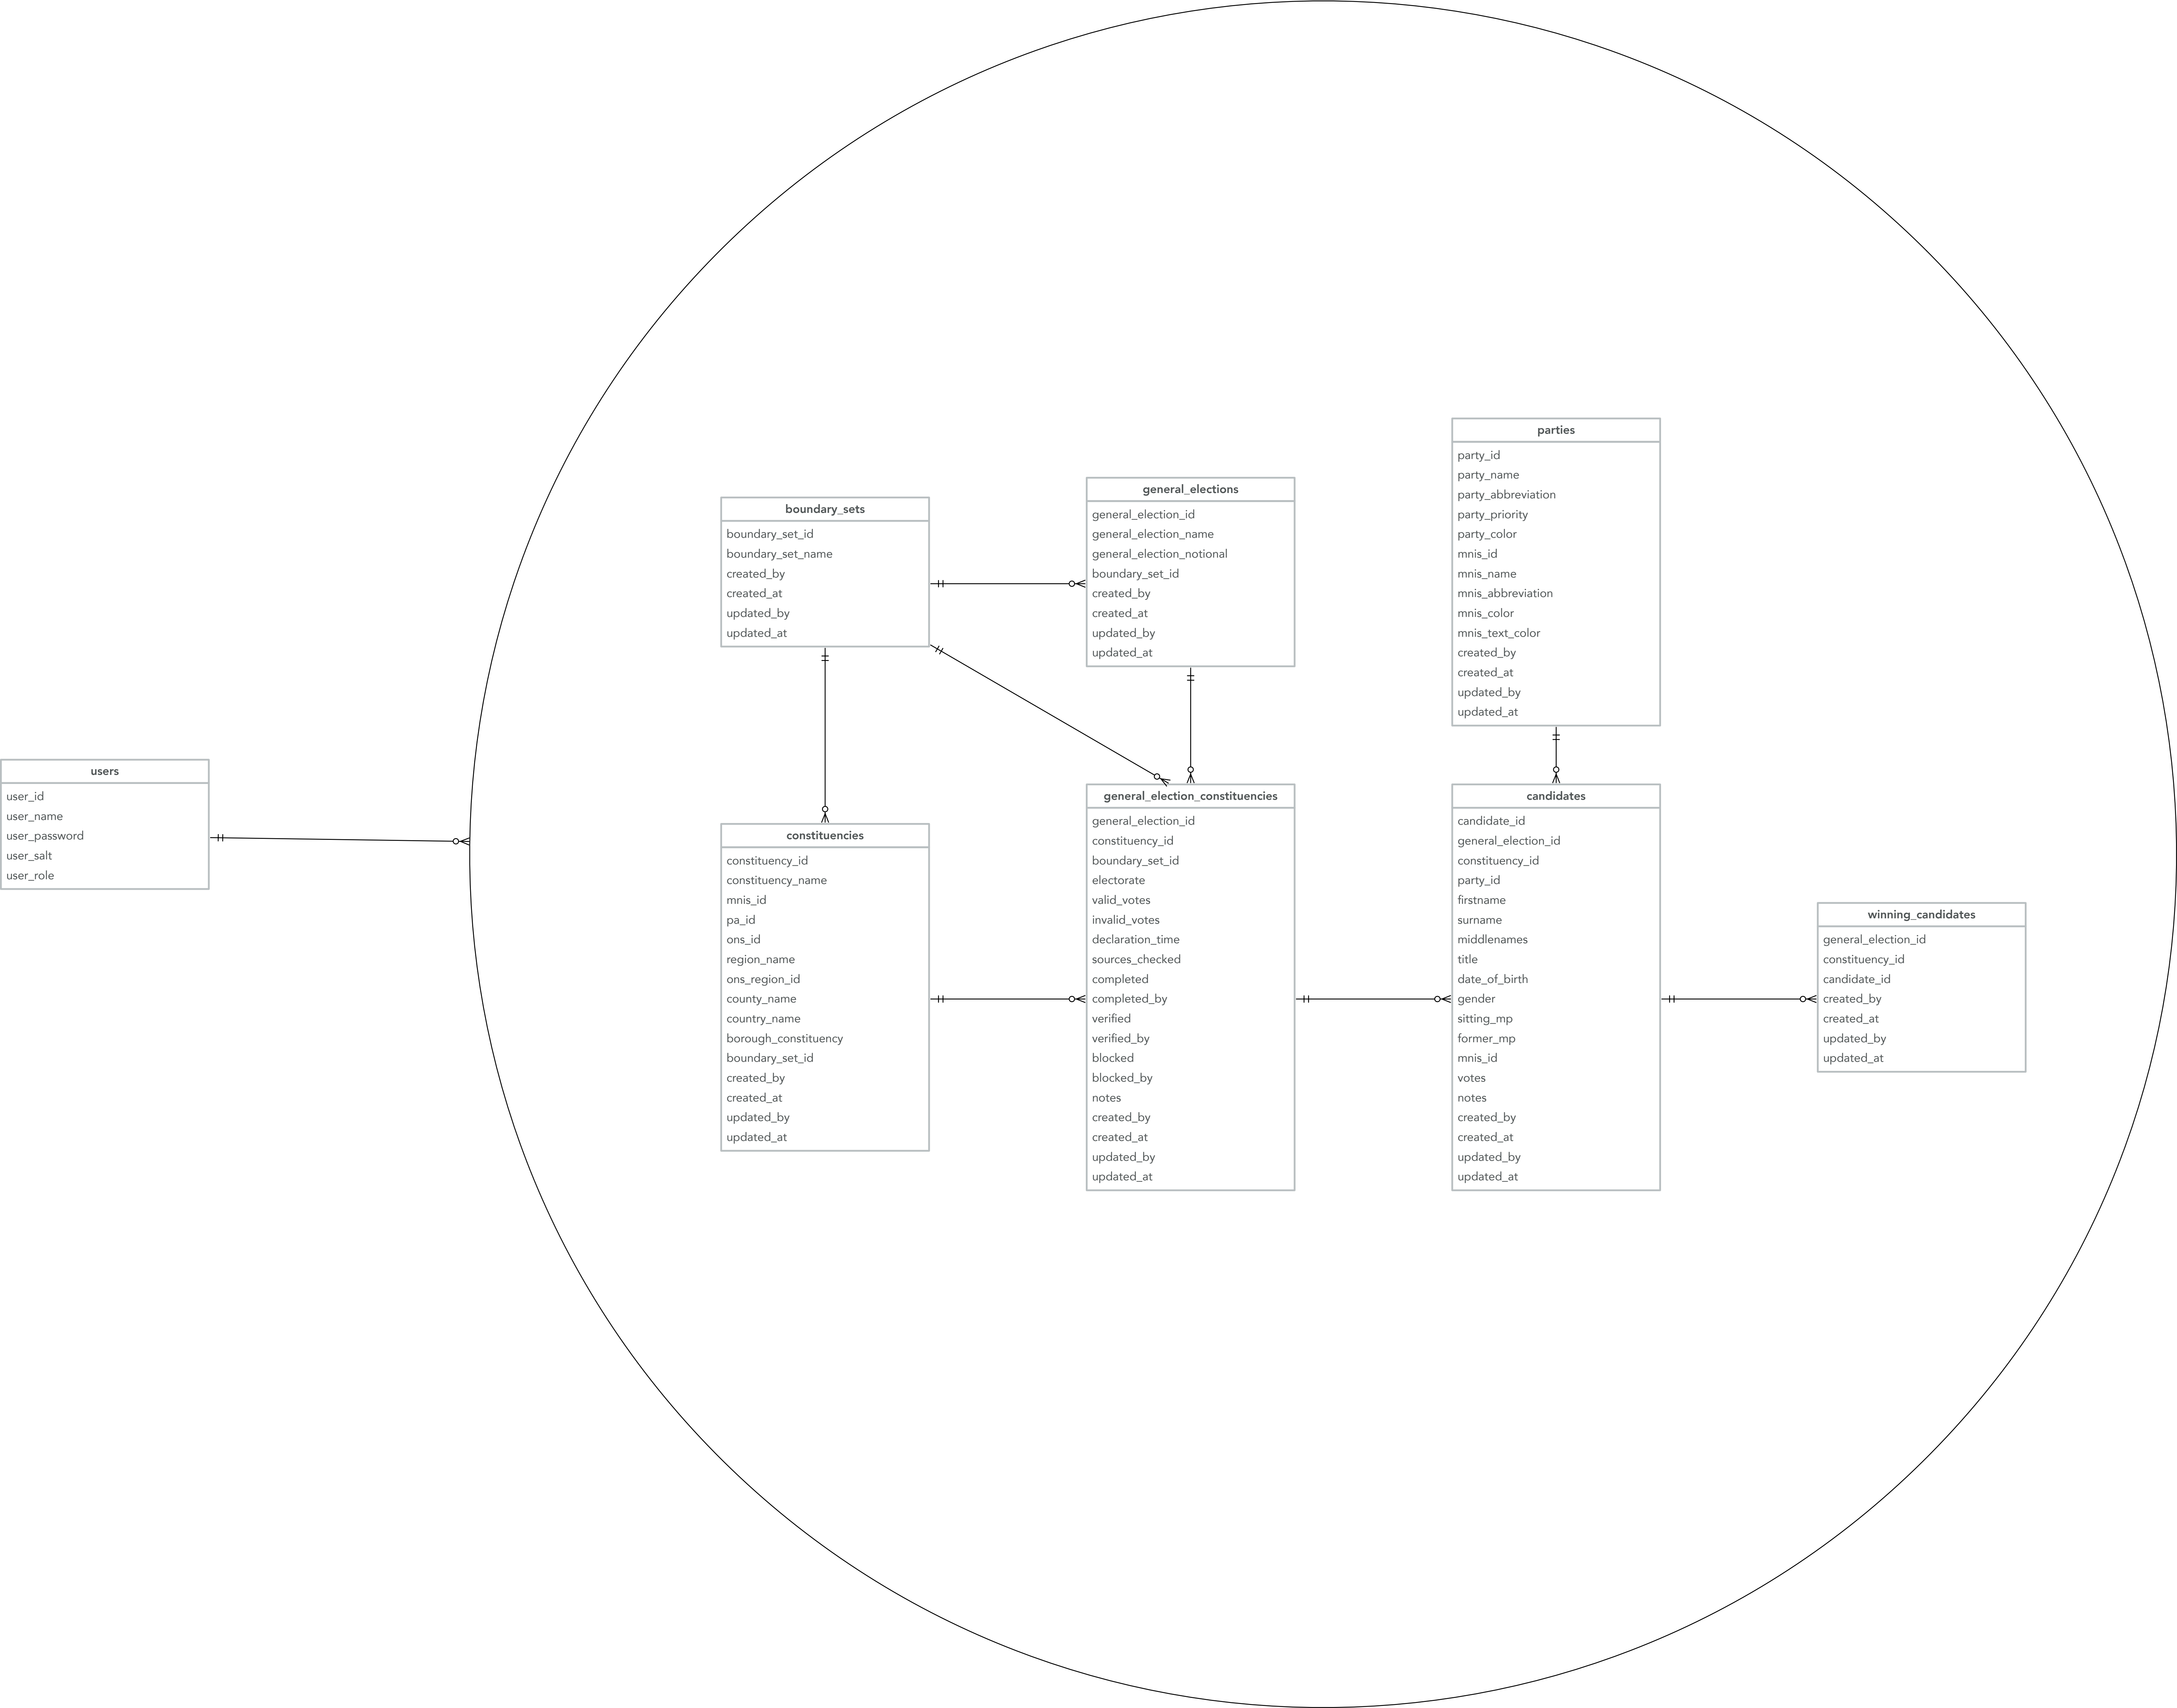 users
user_id
user_name
user_password
user_salt
user_role
boundary_sets
boundary_set_id
boundary_set_name
created_by
created_at
updated_by
updated_at
constituencies
constituency_id
constituency_name
mnis_id
pa_id
ons_id
region_name
ons_region_id
county_name
country_name
borough_constituency
boundary_set_id
created_by
created_at
updated_by
updated_at
general_elections
general_election_id
general_election_name
general_election_notional
boundary_set_id
created_by
created_at
updated_by
updated_at
general_election_constituencies
general_election_id
constituency_id
boundary_set_id
electorate
valid_votes
invalid_votes
declaration_time
sources_checked
completed
completed_by
verified
verified_by
blocked
blocked_by
notes
created_by
created_at
updated_by
updated_at
parties
party_id
party_name
party_abbreviation
party_priority
party_color
mnis_id
mnis_name
mnis_abbreviation
mnis_color
mnis_text_color
created_by
created_at
updated_by
updated_at
candidates
candidate_id
general_election_id
constituency_id
party_id
firstname
surname
middlenames
title
date_of_birth
gender
sitting_mp
former_mp
mnis_id
votes
notes
created_by
created_at
updated_by
updated_at
winning_candidates
general_election_id
constituency_id
candidate_id
created_by
created_at
updated_by
updated_at